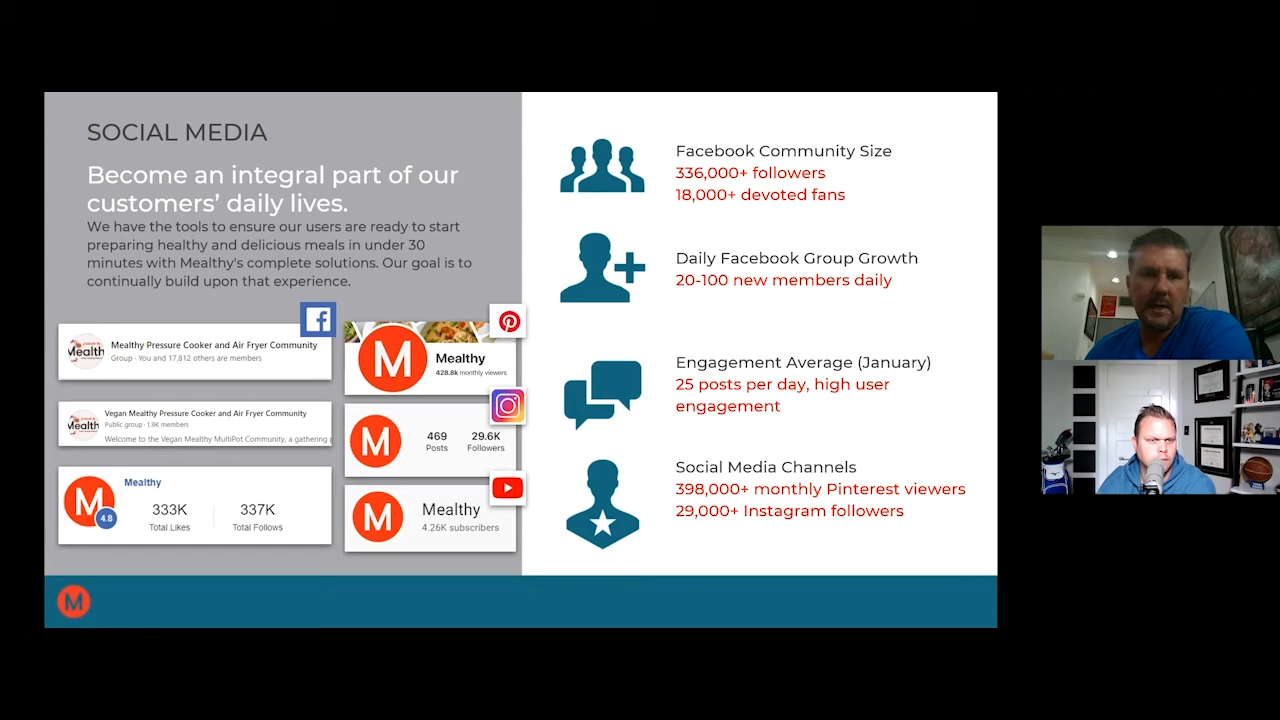 SOCIAL MEDIA
Become an integral part of our
customers' daily lives.
We have the tools to ensure our users are ready to start
preparing healthy and delicious meals in under 30
minutes with Mealthy's complete solutions. Our goal is to
continually build upon that experience.
Mealthy
Mealthy Pressure Cooker and Air Fryer Community
Group · You and 17,812 others are members
Mealthy
Vegan Mealthy Pressure Cooker and Air Fryer Community
Public group · 1.9K members
Welcome to the Vegan Mealthy MultiPot Community, a gathering
M
4.8
Mealthy
333K
Total Likes
337K
Total Follows
M
Mealthy
428.8k monthly viewers
M
469
Posts
29.6K
Followers
M
Mealthy
4.26K subscribers
Facebook Community Size
336,000+ followers
18,000+ devoted fans
Daily Facebook Group Growth
20-100 new members daily
Engagement Average (January)
25 posts per day, high user
engagement
Social Media Channels
398,000+ monthly Pinterest viewers
29,000+ Instagram followers
M